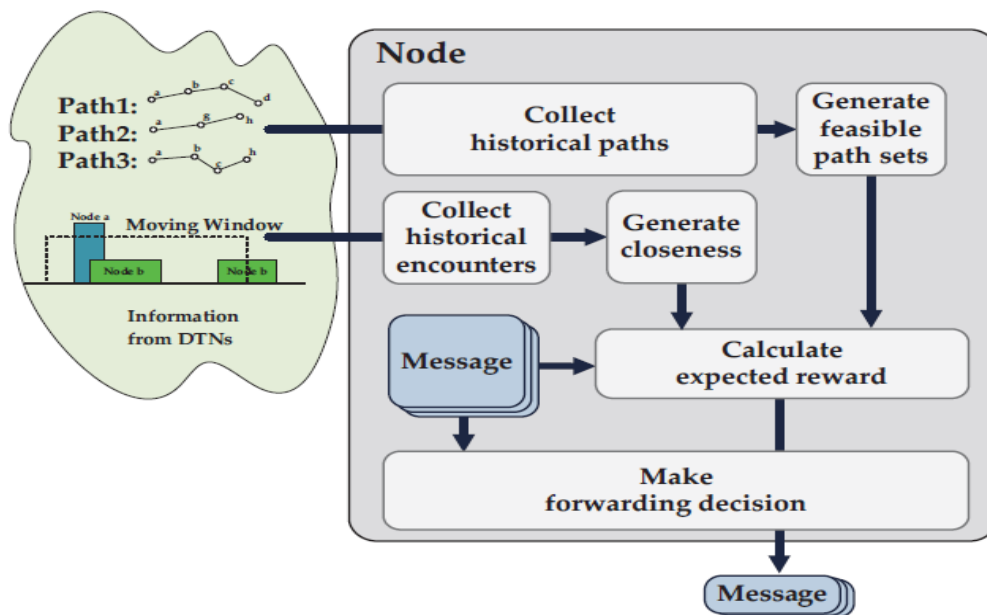 Node
Path1:
a
b
c
d
Path2:
a
g
h
Path3:
a
b
c
h
Collect
historical paths
Generate
feasible
path sets
Node a
Moving Window
Node b
Node b
Collect
historical
encounters
Generate
closeness
Information
from DTNs
Message
Calculate
expected reward
Make
forwarding decision
Message